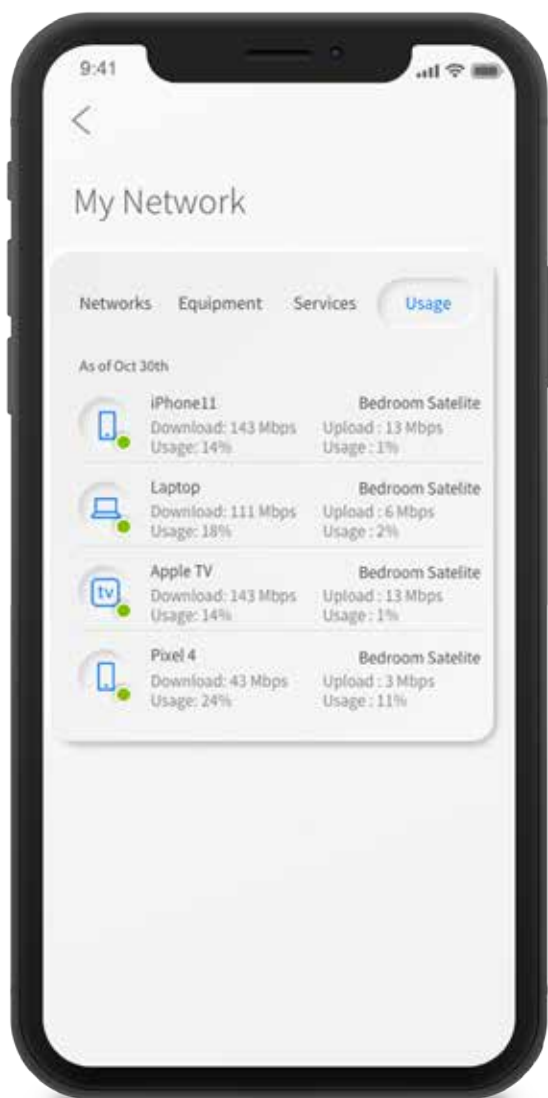 9:41
My Network
Networks Equipment Services Usage
As of Oct 30th
iPhone11 Bedroom Satelite
Download: 143 Mbps Upload : 13 Mbps
Usage: 14% Usage : 1%
Laptop Bedroom Satelite
Download: 111 Mbps Upload : 6 Mbps
Usage: 18% Usage : 2%
tv
Apple TV Bedroom Satelite
Download: 143 Mbps Upload : 13 Mbps
Usage: 14% Usage : 1%
Pixel 4 Bedroom Satelite
Download: 43 Mbps Upload : 3 Mbps
Usage: 24% Usage : 11%